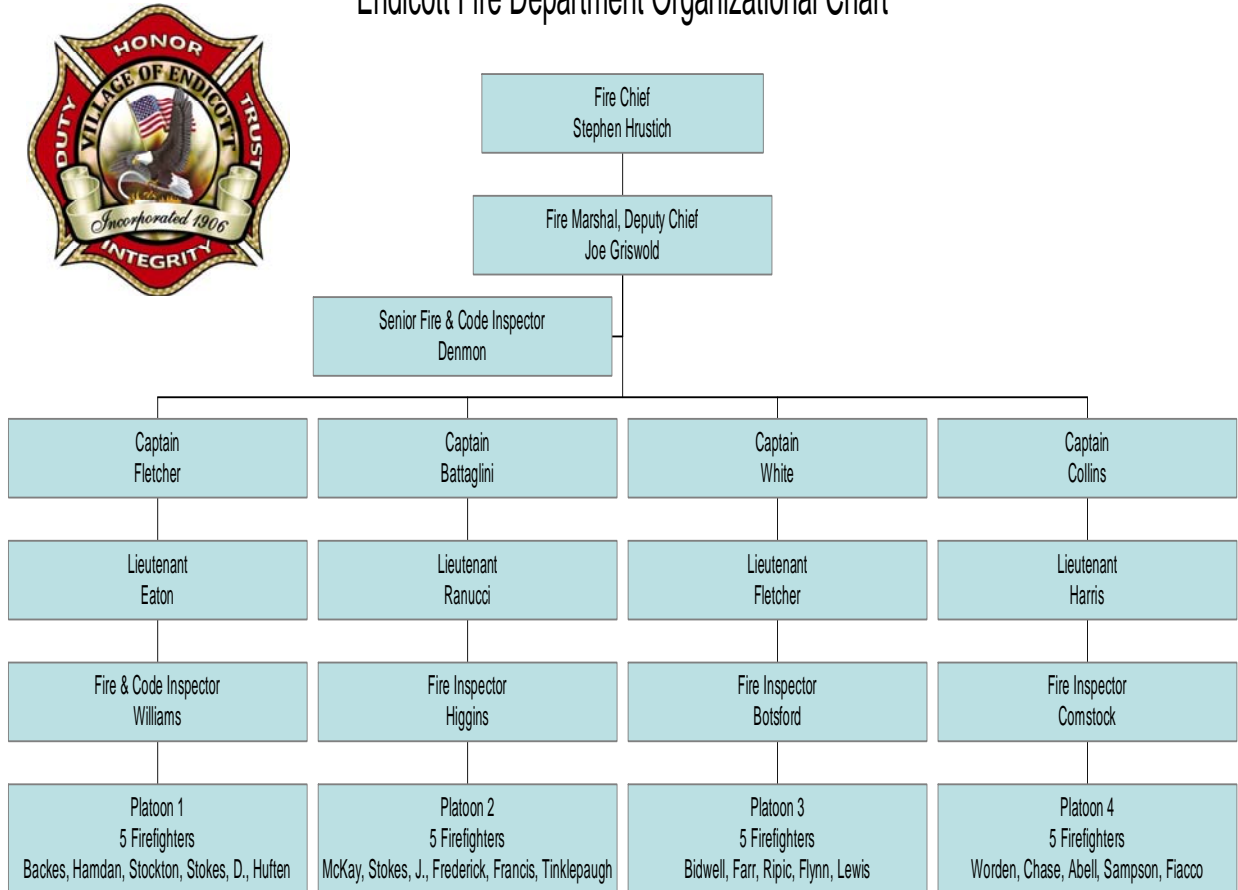 Endicott Fire Department Organizational Chart
HONOR
DUTY
TRUST
INTEGRITY
VILLAGE OF ENDICOTT
Incorporated 1906
Fire Chief
Stephen Hrustich
Fire Marshal, Deputy Chief
Joe Griswold
Senior Fire & Code Inspector
Denmon
Captain
Fletcher
Captain
Battaglini
Captain
White
Captain
Collins
Lieutenant
Eaton
Lieutenant
Ranucci
Lieutenant
Fletcher
Lieutenant
Harris
Fire & Code Inspector
Williams
Fire Inspector
Higgins
Fire Inspector
Botsford
Fire Inspector
Comstock
Platoon 1
5 Firefighters
Backes, Hamdan, Stockton, Stokes, D., Huften
Platoon 2
5 Firefighters
McKay, Stokes, J., Frederick, Francis, Tinklepaugh
Platoon 3
5 Firefighters
Bidwell, Farr, Ripic, Flynn, Lewis
Platoon 4
5 Firefighters
Worden, Chase, Abell, Sampson, Fiacco